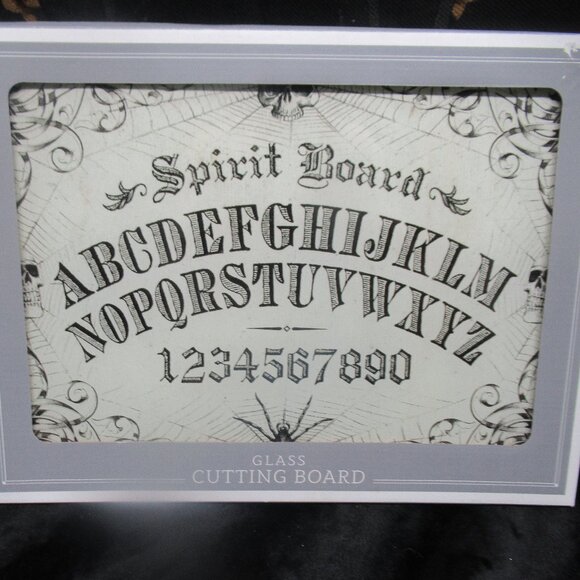 Spirit Board
ABCDEFGHIJKLM
NOPQRSTUVWXYZ
1234567890
GLASS
CUTTING BOARD